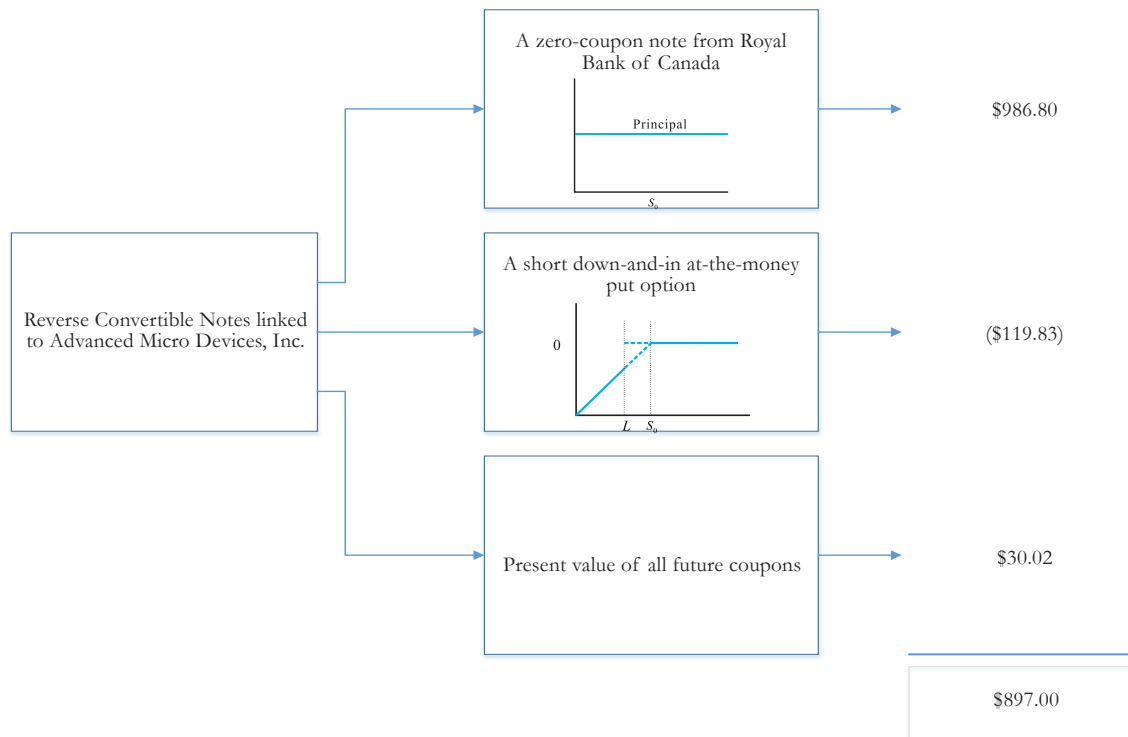 A zero-coupon note from Royal
Bank of Canada
Principal
S₀
$986.80
Reverse Convertible Notes linked
to Advanced Micro Devices, Inc.
A short down-and-in at-the-money
put option
0
L S₀
($119.83)
Present value of all future coupons
$30.02
$897.00